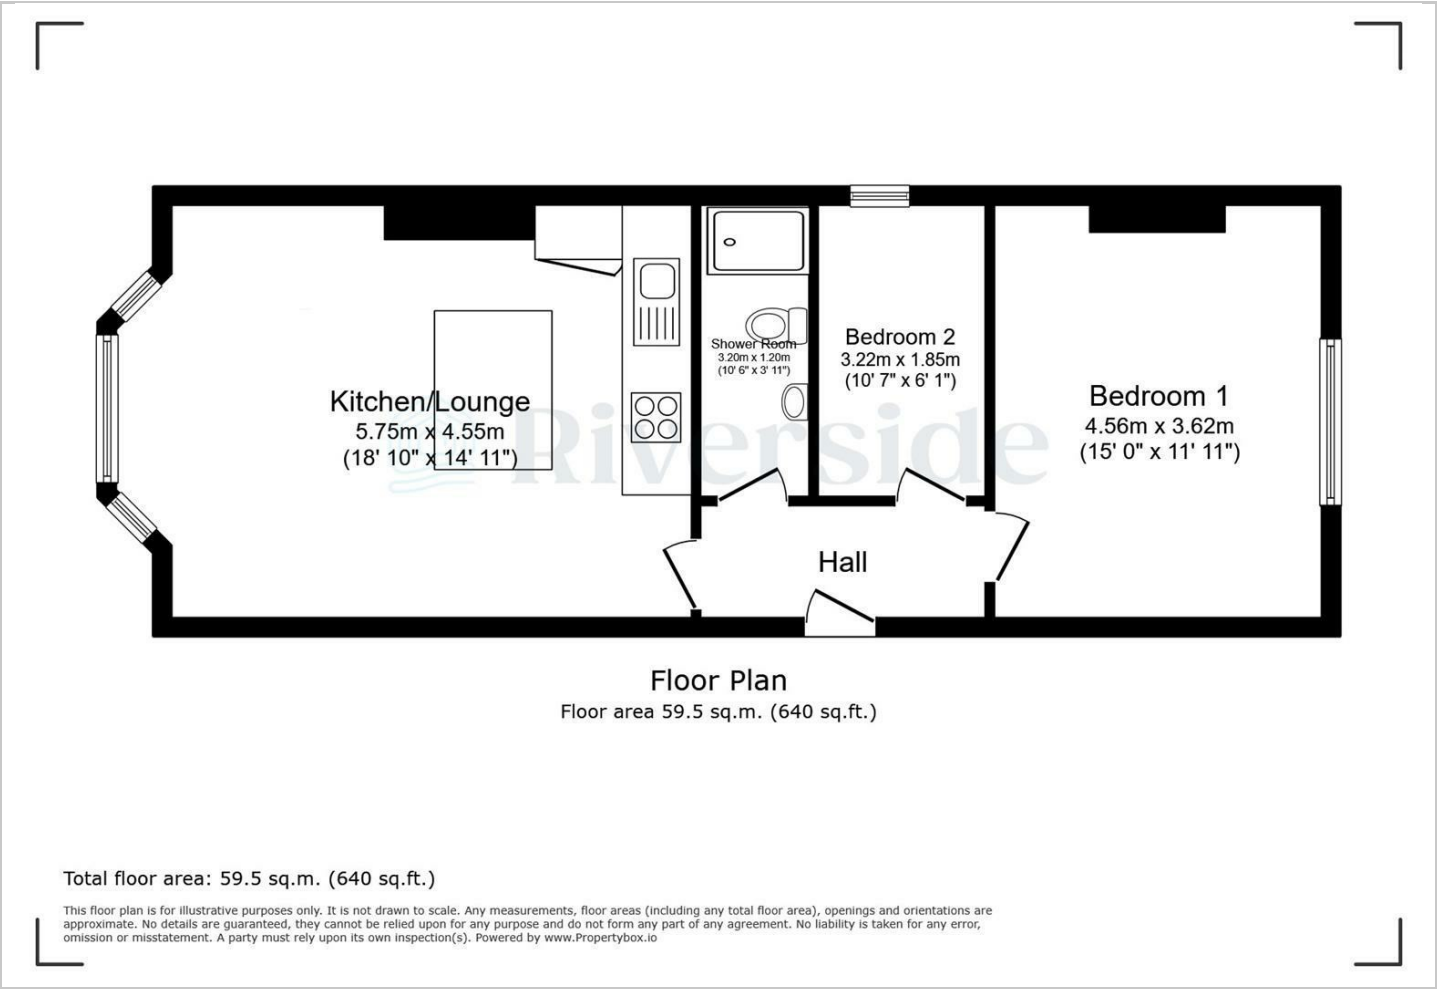 Shower Room
3.20m x 1.20m
(10' 6" x 3' 11")
Bedroom 2
3.22m x 1.85m
(10' 7" x 6' 1")
Kitchen/Lounge
5.75m x 4.55m
(18' 10" x 14' 11")
Bedroom 1
4.56m x 3.62m
(15' 0" x 11' 11")
Riverside
Hall
Floor Plan
Floor area 59.5 sq.m. (640 sq.ft.)
Total floor area: 59.5 sq.m. (640 sq.ft.)
This floor plan is for illustrative purposes only. It is not drawn to scale. Any measurements, floor areas (including any total floor area), openings and orientations are
approximate. No details are guaranteed, they cannot be relied upon for any purpose and do not form any part of any agreement. No liability is taken for any error,
omission or misstatement. A party must rely upon its own inspection(s). Powered by www.Propertybox.io